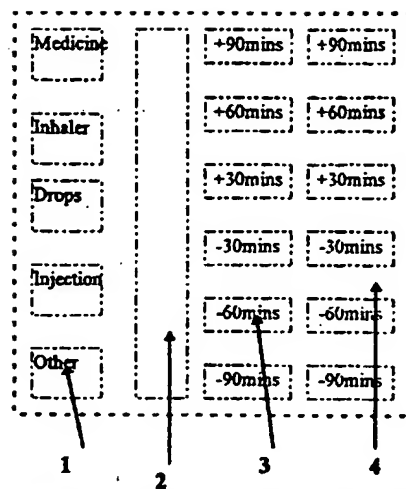 Medicine +90mins +90mins
Inhaler +60mins +60mins
Drops +30mins +30mins
Injection -30mins -30mins
-60mins -60mins
Other -90mins -90mins
1 2 3 4